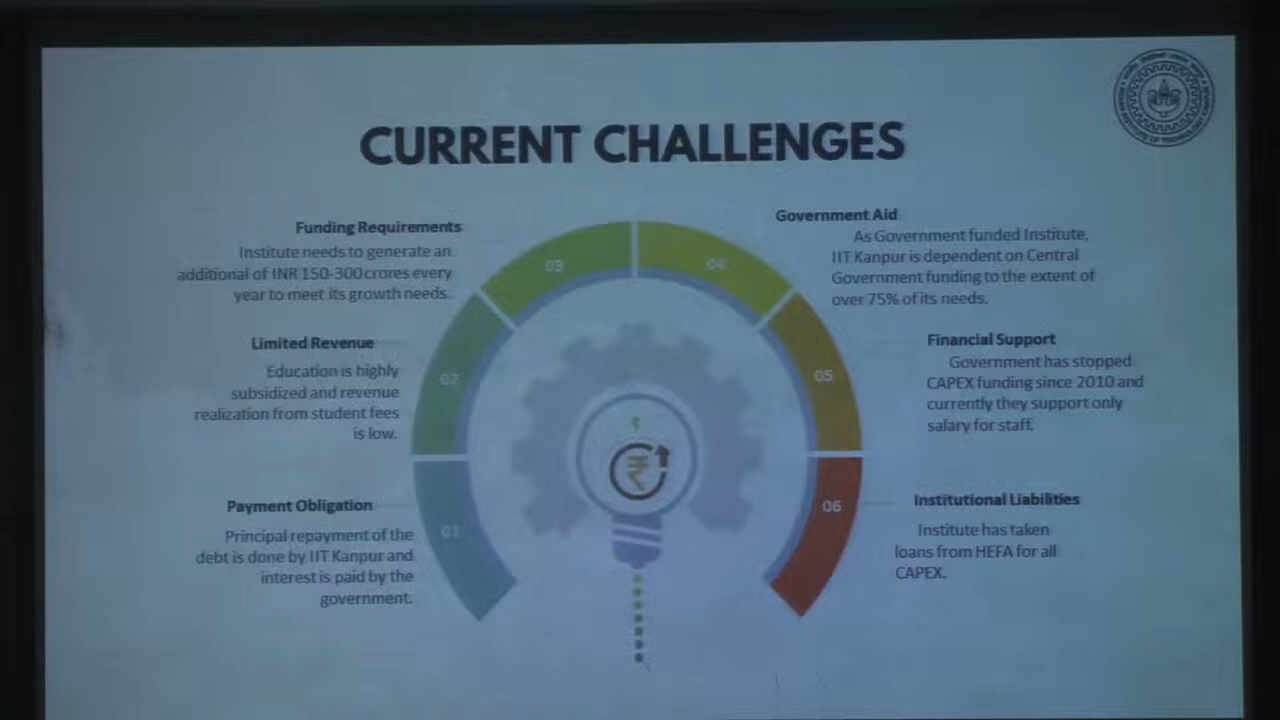 CURRENT CHALLENGES
Funding Requirements
Institute needs to generate an
additional of INR 150-300 crores every
year to meet its growth needs.
Limited Revenue
Education is highly
subsidized and revenue
realization from student fees
is low.
Payment Obligation
Principal repayment of the
debt is done by IIT Kanpur and
interest is paid by the
government.
03
02
01
04
05
06
₹
₹
Government Aid
As Government funded Institute,
IIT Kanpur is dependent on Central
Government funding to the extent of
over 75% of its needs.
Financial Support
Government has stopped
CAPEX funding since 2010 and
currently they support only
salary for staff.
Institutional Liabilities
Institute has taken
loans from HEFA for all
CAPEX.